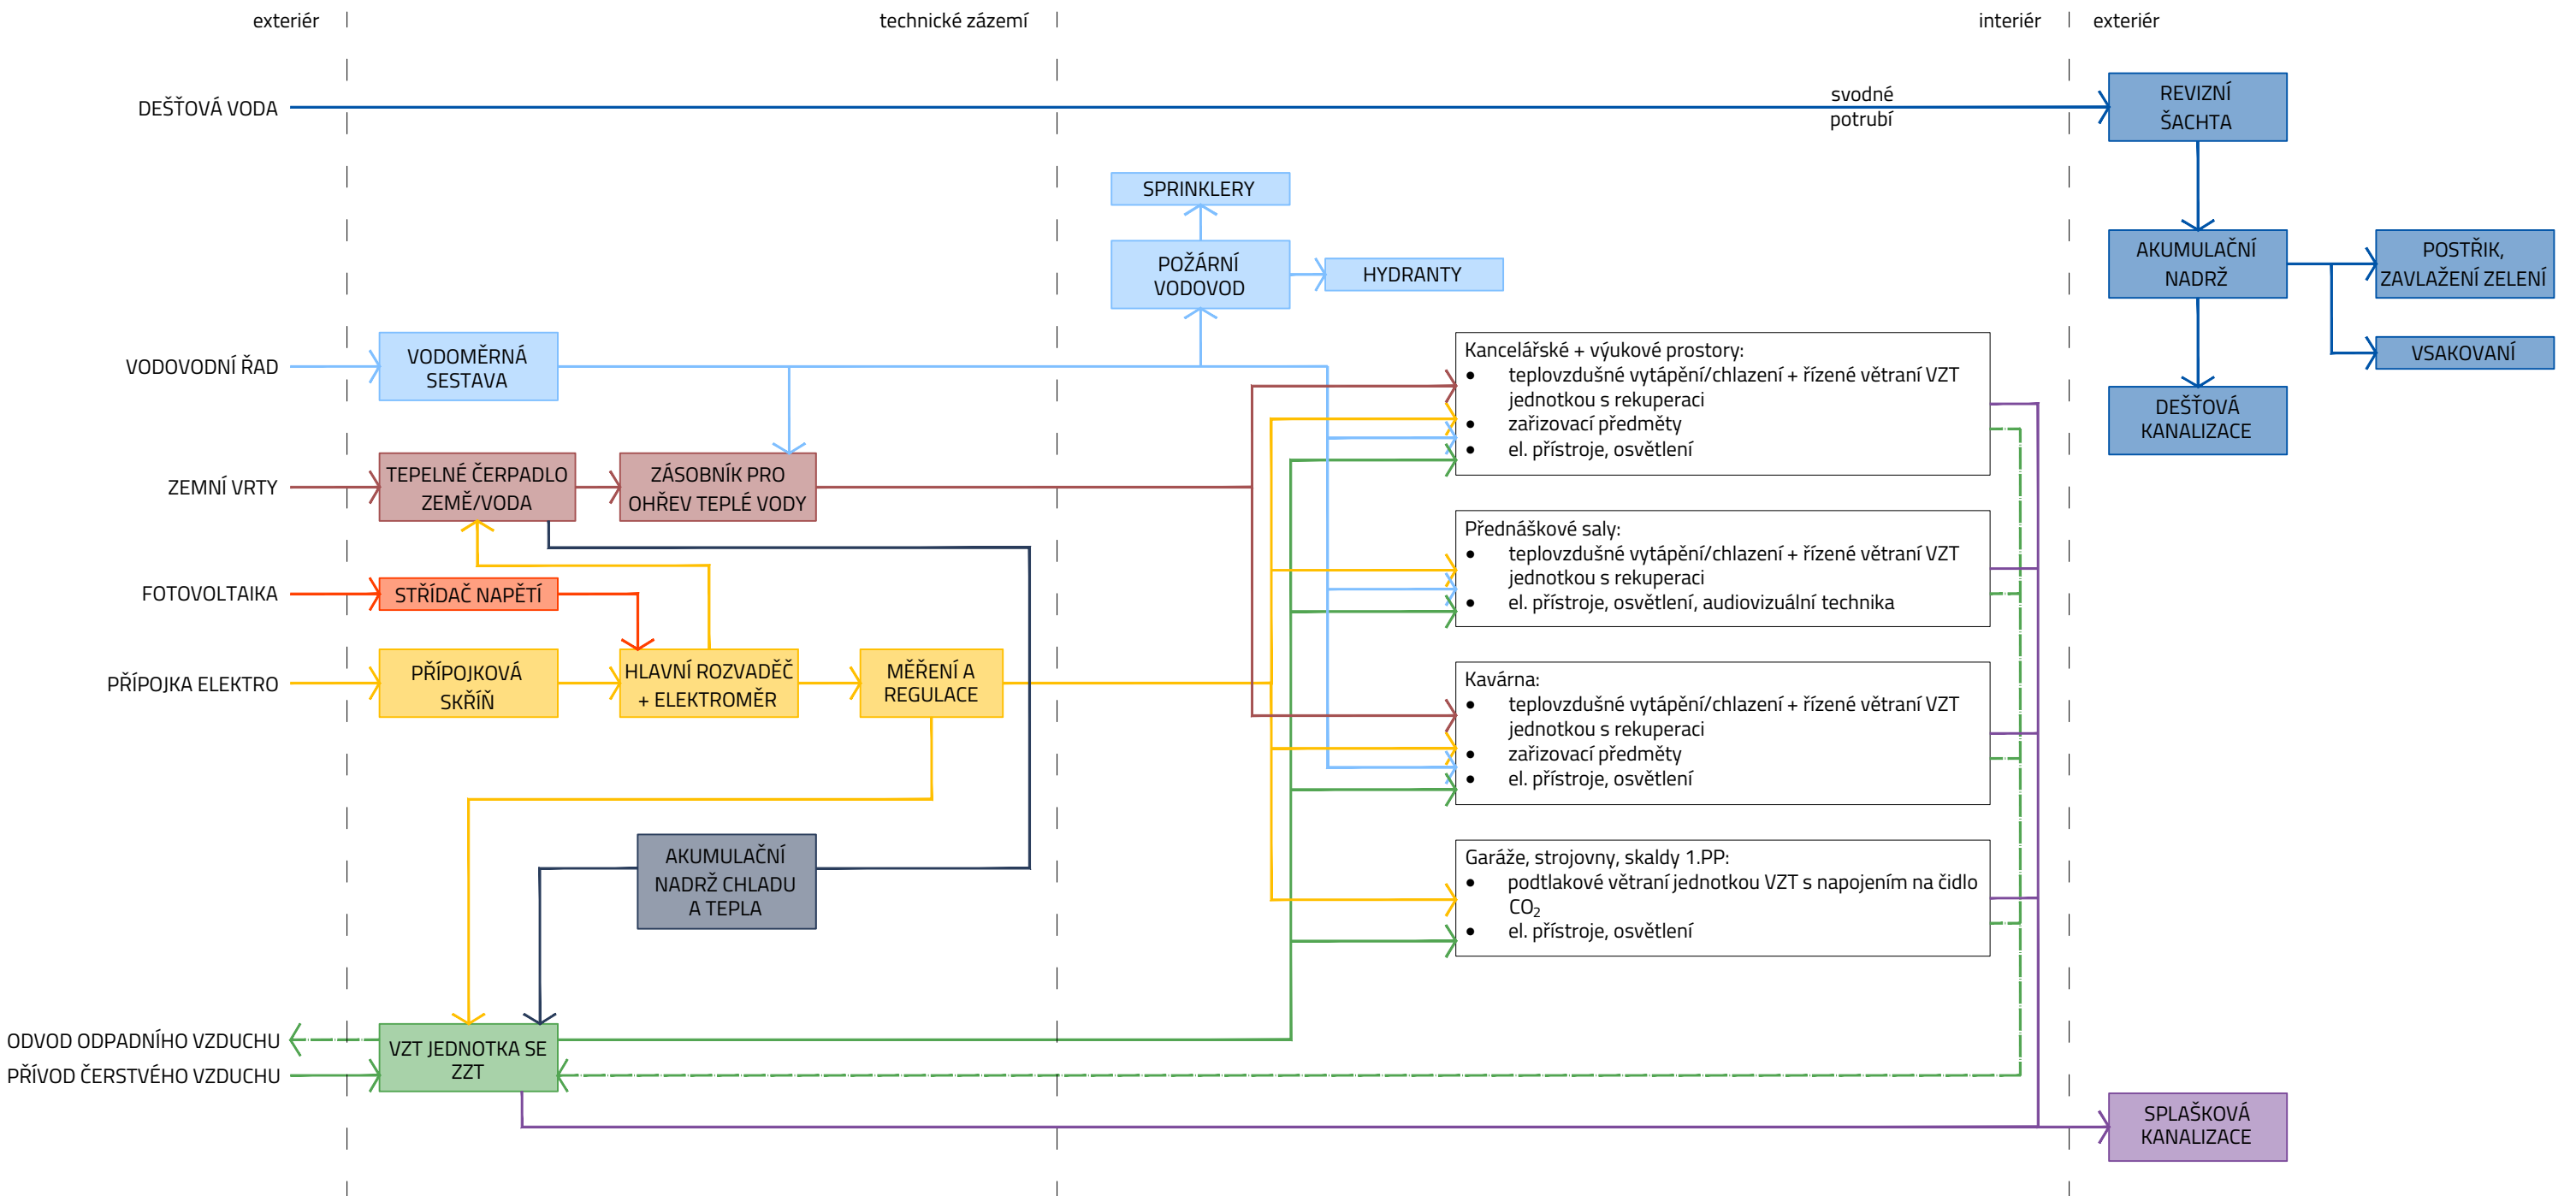 exteriér
technické zázemí
interiér
exteriér
DEŠŤOVÁ VODA
svodné
potrubí
REVIZNÍ
ŠACHTA
SPRINKLERY
POŽÁRNÍ
VODOVOD
HYDRANTY
AKUMULAČNÍ
NADRŽ
POSTŘIK,
ZAVLAŽENÍ ZELENÍ
VSAKOVANÍ
DEŠŤOVÁ
KANALIZACE
VODOVODNÍ ŘAD
VODOMĚRNÁ
SESTAVA
Kancelářské + výukové prostory:
• teplovzdušné vytápění/chlazení + řízené větraní VZT
jednotkou s rekuperaci
• zařizovací předměty
• el. přístroje, osvětlení
ZEMNÍ VRTY
TEPELNÉ ČERPADLO
ZEMĚ/VODA
ZÁSOBNÍK PRO
OHŘEV TEPLÉ VODY
Přednáškové saly:
• teplovzdušné vytápění/chlazení + řízené větraní VZT
jednotkou s rekuperaci
• el. přístroje, osvětlení, audiovizuální technika
FOTOVOLTAIKA
STŘÍDAČ NAPĚTÍ
PŘÍPOJKA ELEKTRO
PŘÍPOJKOVÁ
SKŘÍŇ
HLAVNÍ ROZVADĚČ
+ ELEKTROMĚR
MĚŘENÍ A
REGULACE
Kavárna:
• teplovzdušné vytápění/chlazení + řízené větraní VZT
jednotkou s rekuperaci
• zařizovací předměty
• el. přístroje, osvětlení
AKUMULAČNÍ
NADRŽ CHLADU
A TEPLA
Garáže, strojovny, skaldy 1.PP:
• podtlakové větraní jednotkou VZT s napojením na čidlo
CO₂
• el. přístroje, osvětlení
ODVOD ODPADNÍHO VZDUCHU
PŘÍVOD ČERSTVÉHO VZDUCHU
VZT JEDNOTKA SE
ZZT
SPLAŠKOVÁ
KANALIZACE